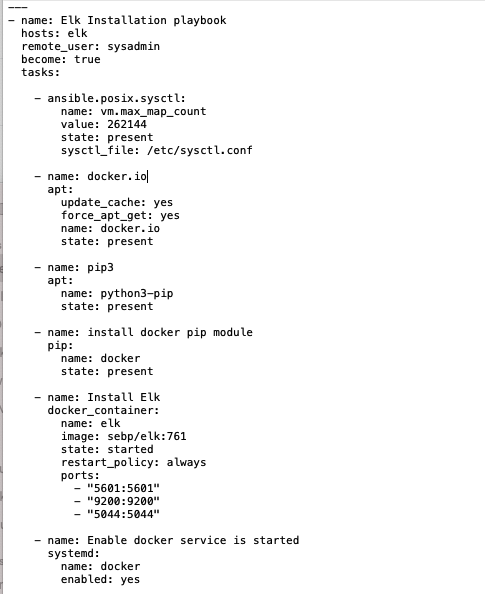 ---
- name: Elk Installation playbook
  hosts: elk
  remote_user: sysadmin
  become: true
  tasks:

    - ansible.posix.sysctl:
        name: vm.max_map_count
        value: 262144
        state: present
        sysctl_file: /etc/sysctl.conf

    - name: docker.io
      apt:
        update_cache: yes
        force_apt_get: yes
        name: docker.io
        state: present

    - name: pip3
      apt:
        name: python3-pip
        state: present

    - name: install docker pip module
      pip:
        name: docker
        state: present

    - name: Install Elk
      docker_container:
        name: elk
        image: sebp/elk:761
        state: started
        restart_policy: always
        ports:
          - "5601:5601"
          - "9200:9200"
          - "5044:5044"

    - name: Enable docker service is started
      systemd:
        name: docker
        enabled: yes